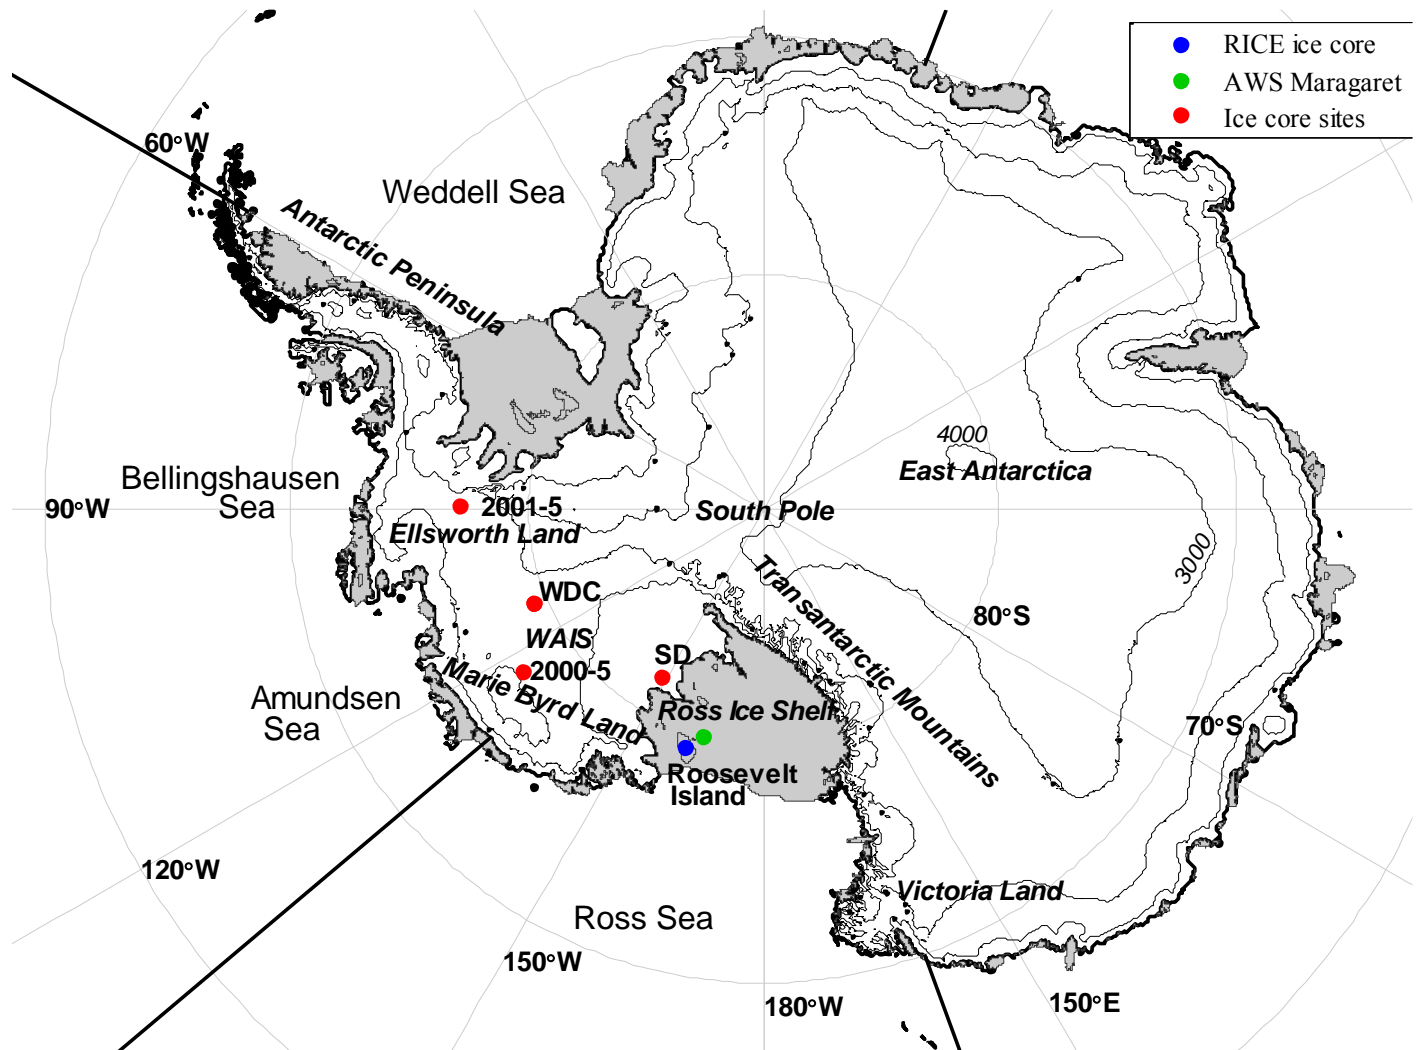 RICE ice core
AWS Maragaret
Ice core sites
60°W
Weddell Sea
Antarctic Peninsula
4000
East Antarctica
Bellingshausen
Sea
90°W
2001-5
Ellsworth Land
South Pole
3000
Transantarctic Mountains
WDC
80°S
WAIS
SD
2000-5
Marie Byrd Land
Amundsen
Sea
Ross Ice Shelf
70°S
Roosevelt
Island
120°W
Victoria Land
Ross Sea
150°W
180°W
150°E